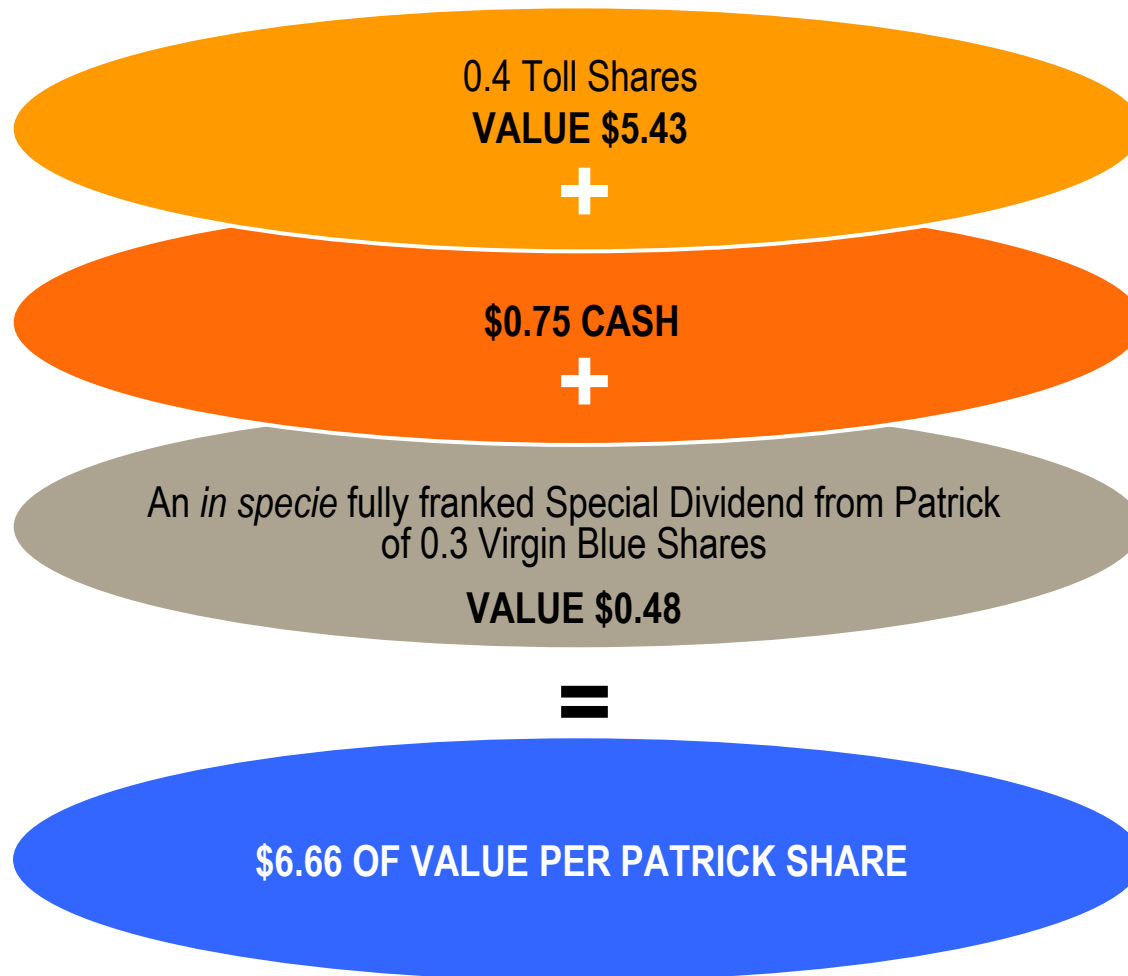 0.4 Toll Shares
VALUE $5.43
+
$0.75 CASH
+
An in specie fully franked Special Dividend from Patrick
of 0.3 Virgin Blue Shares
VALUE $0.48
=
$6.66 OF VALUE PER PATRICK SHARE